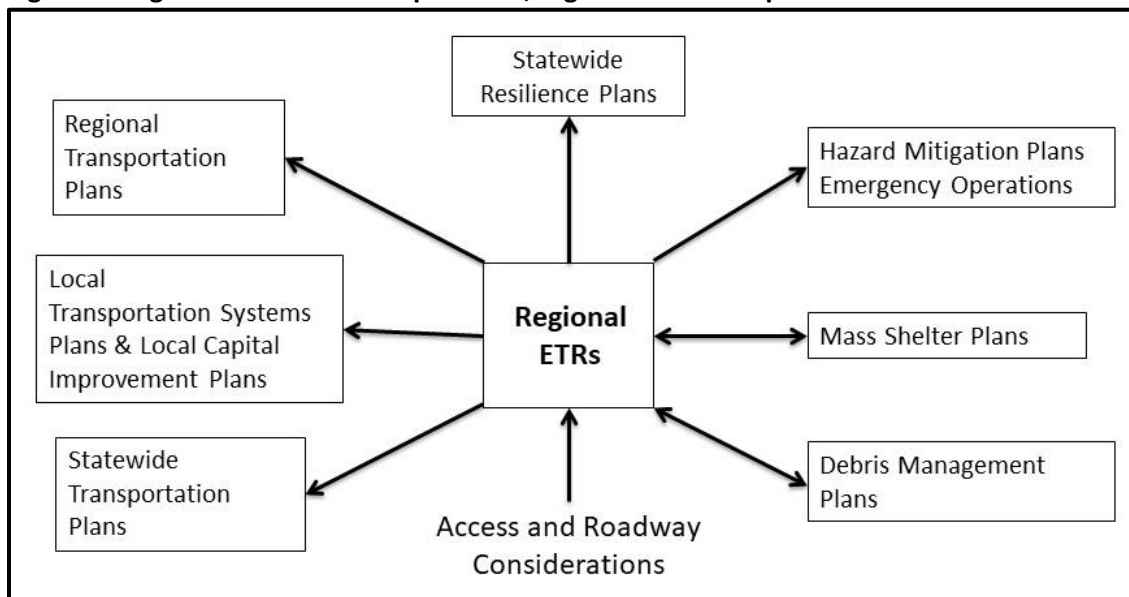 Statewide
Resilience Plans
Regional
Transportation
Plans
Hazard Mitigation Plans
Emergency Operations
Local
Transportation Systems
Plans & Local Capital
Improvement Plans
Regional
ETRs
Mass Shelter Plans
Statewide
Transportation
Plans
Debris Management
Plans
Access and Roadway
Considerations